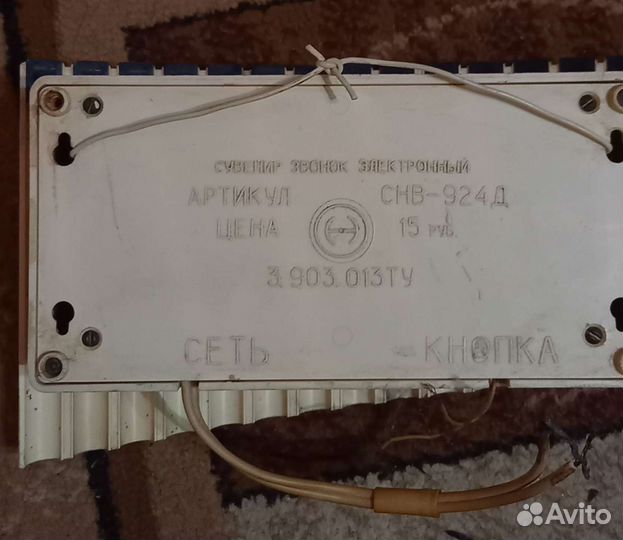 СУВЕНИР ЗВОНОК ЭЛЕКТРОННЫЙ
АРТИКУЛ СНВ-924Д
ЦЕНА 15 РУБ.
3.903.013ТУ
СЕТЬ КНОПКА
Avito